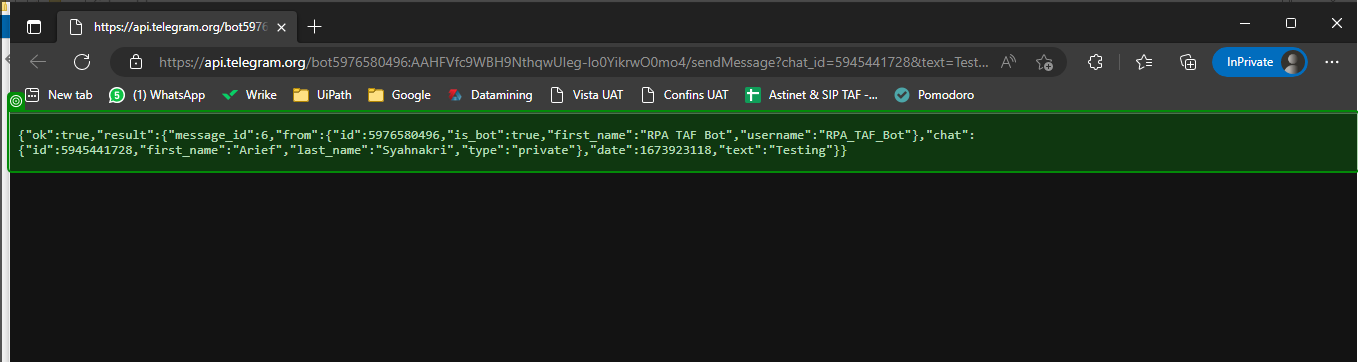 https://api.telegram.org/bot5976
https://api.telegram.org/bot5976580496:AAHFVfc9WBH9NthqwUIeg-Io0YikrwO0mo4/sendMessage?chat_id=5945441728&text=Test...
InPrivate
New tab (1) WhatsApp Wrike UiPath Google Datamining Vista UAT Confins UAT Astinet & SIP TAF -... Pomodoro
{"ok":true,"result":{"message_id":6,"from":{"id":5976580496,"is_bot":true,"first_name":"RPA TAF Bot","username":"RPA_TAF_Bot"},"chat":
{"id":5945441728,"first_name":"Arief","last_name":"Syahnakri","type":"private"},"date":1673923118,"text":"Testing"}}